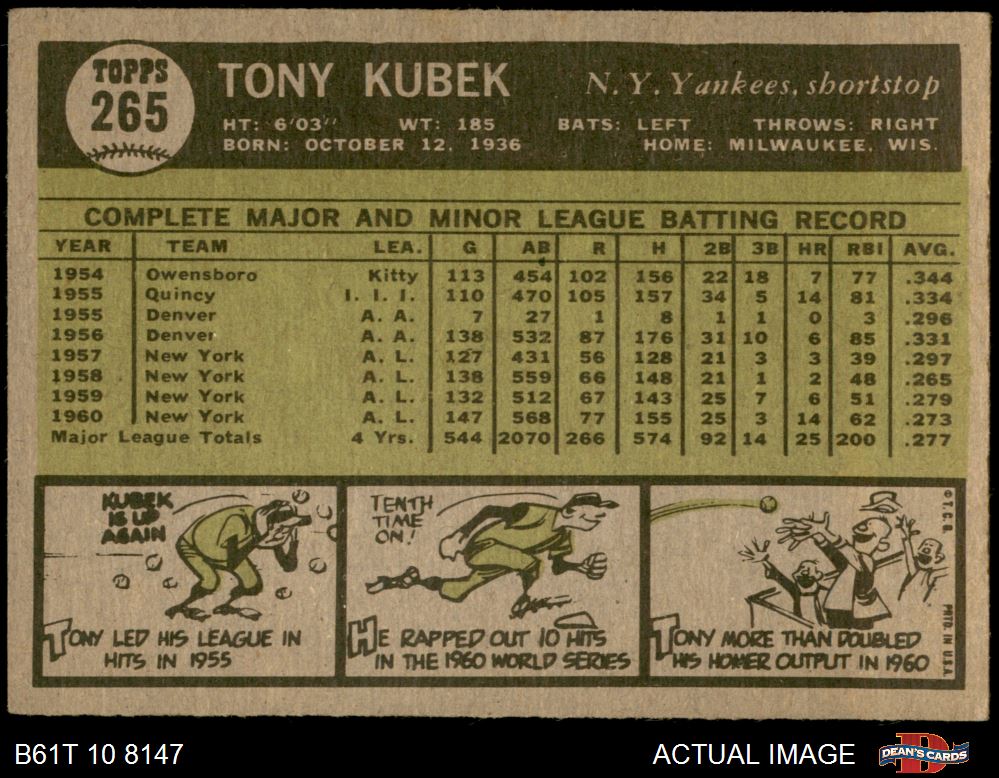 TOPPS
265
TONY KUBEK
N. Y. Yankees, shortstop
HT: 6'03" WT: 185 BATS: LEFT THROWS: RIGHT
BORN: OCTOBER 12, 1936 HOME: MILWAUKEE, WIS.
COMPLETE MAJOR AND MINOR LEAGUE BATTING RECORD
YEAR TEAM LEA. G AB R H 2B 3B HR RBI AVG.
1954 Owensboro Kitty 113 454 102 156 22 18 7 77 .344
1955 Quincy I. I. I. 110 470 105 157 34 5 14 81 .334
1955 Denver A. A. 7 27 1 8 1 1 0 3 .296
1956 Denver A. A. 138 532 87 176 31 10 6 85 .331
1957 New York A. L. 127 431 56 128 21 3 3 39 .297
1958 New York A. L. 138 559 66 148 21 1 2 48 .265
1959 New York A. L. 132 512 67 143 25 7 6 51 .279
1960 New York A. L. 147 568 77 155 25 3 14 62 .273
Major League Totals 4 Yrs. 544 2070 266 574 92 14 25 200 .277
KUBEK
IS UP
AGAIN
TONY LED HIS LEAGUE IN
HITS IN 1955
TENTH
TIME
ON!
HE RAPPED OUT 10 HITS
IN THE 1960 WORLD SERIES
TONY MORE THAN DOUBLED
HIS HOMER OUTPUT IN 1960
© T. C. G. PRTD. IN U.S.A.
B61T 10 8147
ACTUAL IMAGE
DEAN'S CARDS